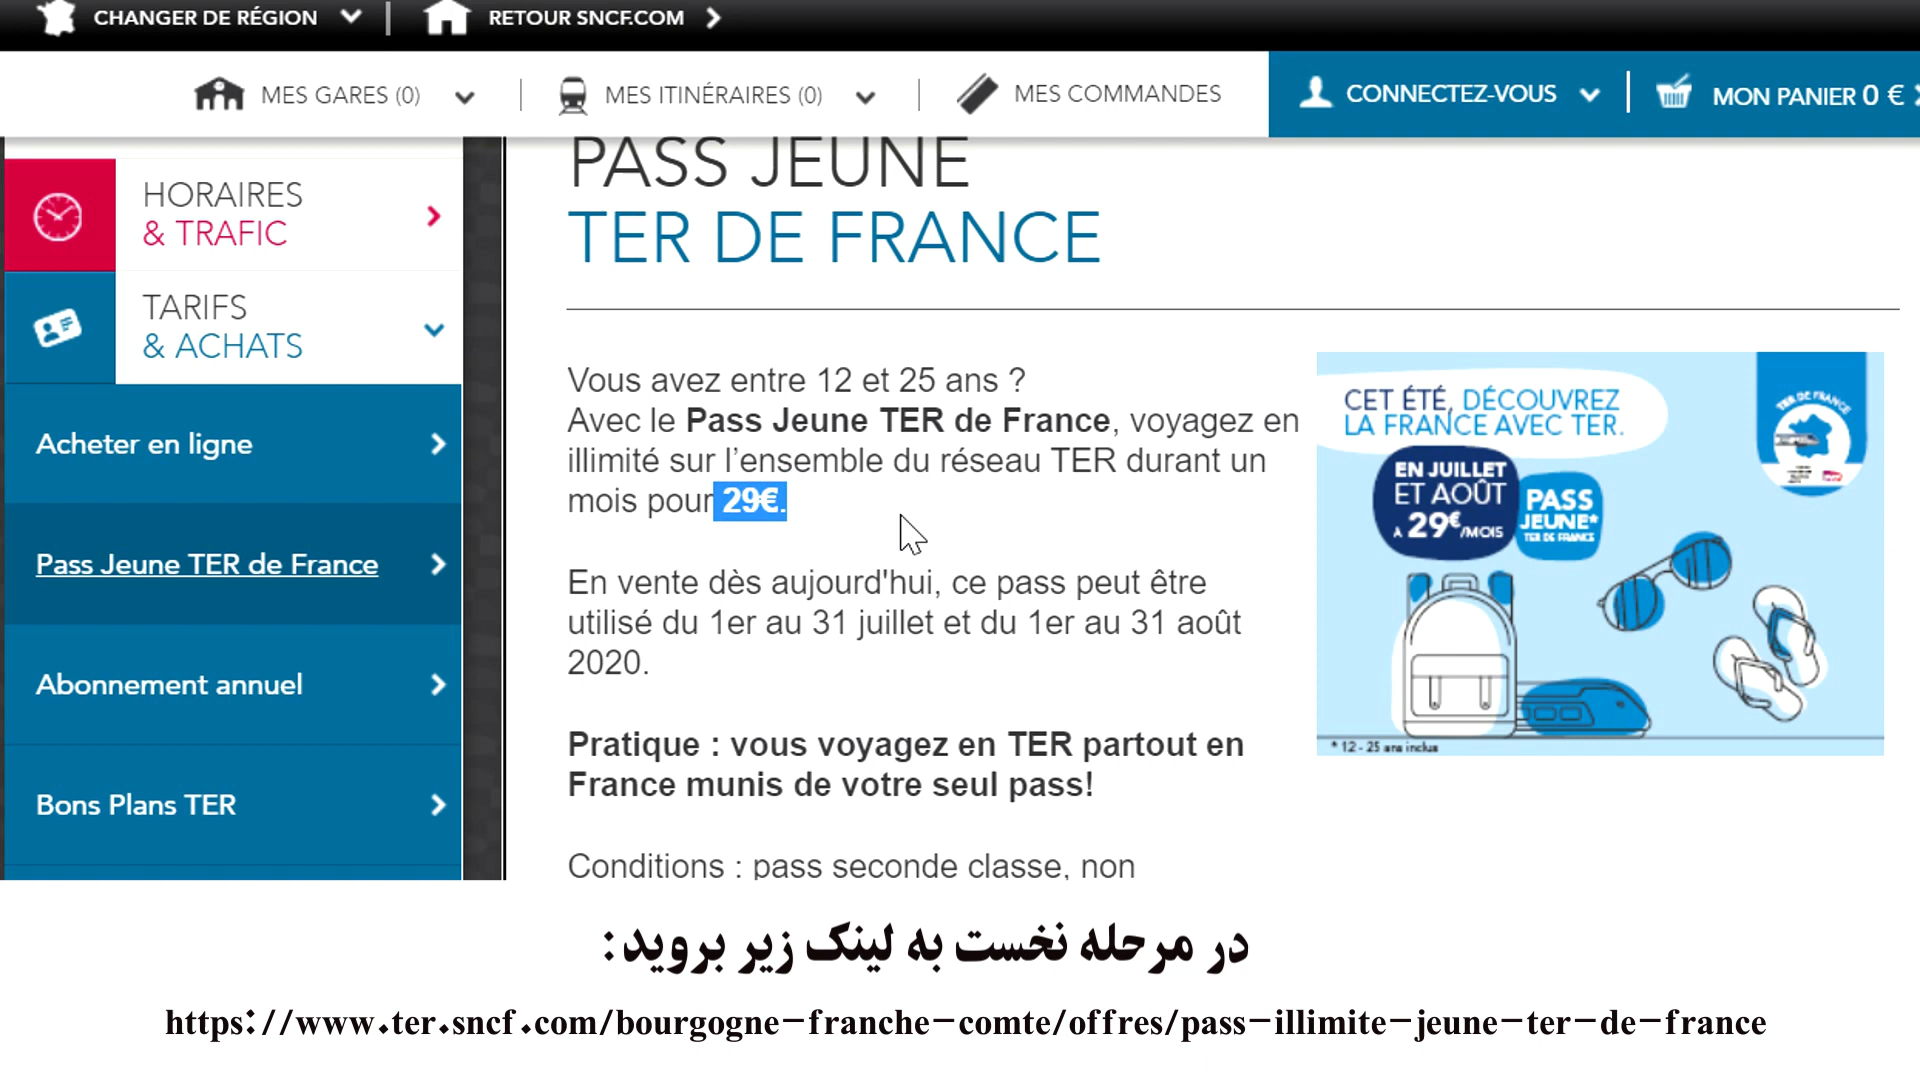 CHANGER DE RÉGION
RETOUR SNCF.COM
MES GARES (0)
MES ITINÉRAIRES (0)
MES COMMANDES
CONNECTEZ-VOUS
MON PANIER 0 €
HORAIRES
& TRAFIC
TARIFS
& ACHATS
Acheter en ligne
Pass Jeune TER de France
Abonnement annuel
Bons Plans TER
PASS JEUNE
TER DE FRANCE
Vous avez entre 12 et 25 ans ?
Avec le Pass Jeune TER de France, voyagez en
illimité sur l'ensemble du réseau TER durant un
mois pour 29€.
En vente dès aujourd'hui, ce pass peut être
utilisé du 1er au 31 juillet et du 1er au 31 août
2020.
Pratique : vous voyagez en TER partout en
France munis de votre seul pass!
Conditions : pass seconde classe, non
CET ÉTÉ, DÉCOUVREZ
LA FRANCE AVEC TER.
EN JUILLET
ET AOÛT
À 29€/MOIS
PASS
JEUNE*
TER DE FRANCE
TER DE FRANCE
* 12 - 25 ans inclus
در مرحله نخست به لینک زیر بروید:
https://www.ter.sncf.com/bourgogne-franche-comte/offres/pass-illimite-jeune-ter-de-france